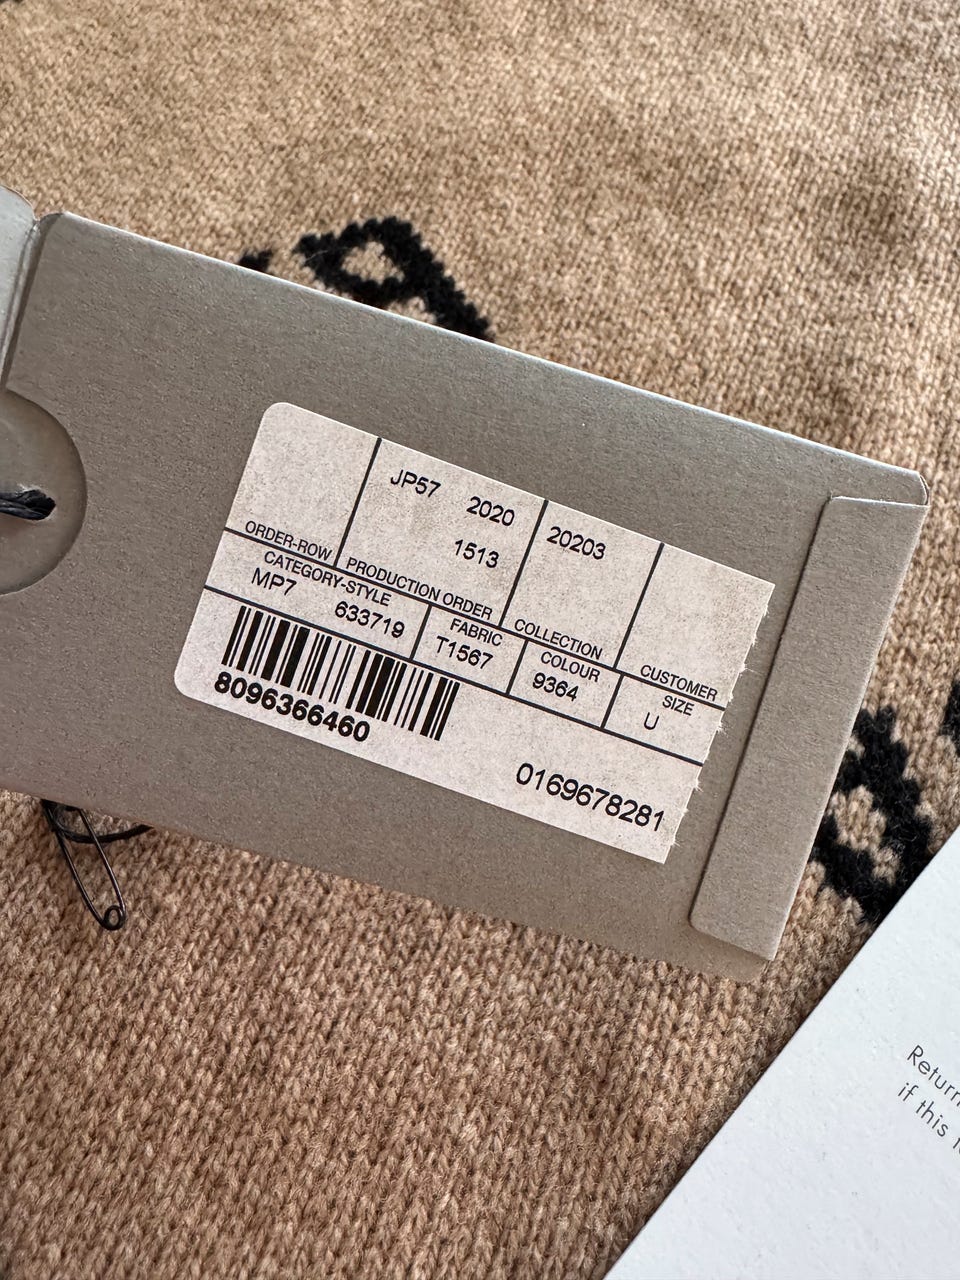 JP57 2020 20203
1513
ORDER-ROW PRODUCTION ORDER COLLECTION CUSTOMER
CATEGORY-STYLE FABRIC COLOUR SIZE
MP7 633719 T1567 9364 U
8096366460
0169678281
Return
if this